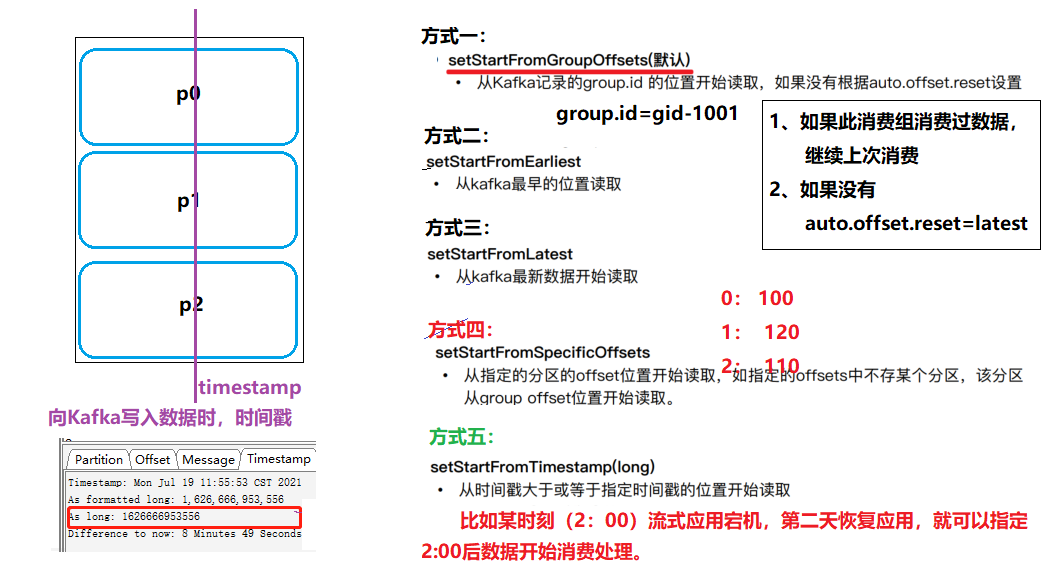 p0
p1
p2
timestamp
向Kafka写入数据时，时间戳
Partition Offset Message Timestamp
Timestamp: Mon Jul 19 11:55:53 CST 2021
As formatted long: 1,626,666,953,556
As long: 1626666953556
Difference to now: 8 Minutes 49 Seconds
方式一：
setStartFromGroupOffsets(默认)
• 从Kafka记录的group.id 的位置开始读取，如果没有根据auto.offset.reset设置
group.id=gid-1001
1、如果此消费组消费过数据，
继续上次消费
2、如果没有
auto.offset.reset=latest
方式二：
setStartFromEarliest
• 从kafka最早的位置读取
方式三：
setStartFromLatest
• 从kafka最新数据开始读取
0： 100
1： 120
2： 110
方式四：
setStartFromSpecificOffsets
• 从指定的分区的offset位置开始读取，如指定的offsets中不存某个分区，该分区
从group offset位置开始读取。
方式五：
setStartFromTimestamp(long)
• 从时间戳大于或等于指定时间戳的位置开始读取
比如某时刻（2：00）流式应用宕机，第二天恢复应用，就可以指定
2:00后数据开始消费处理。